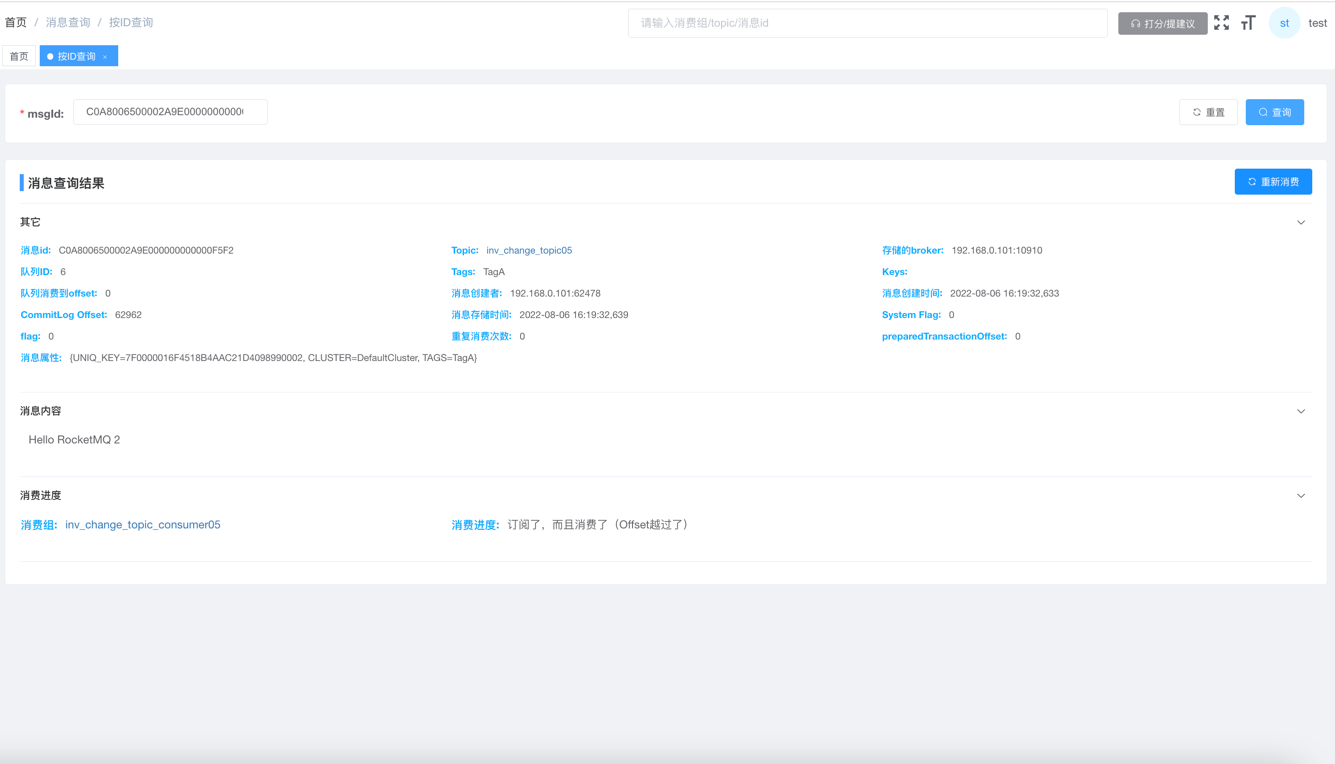 首页 / 消息查询 / 按ID查询 请输入消费组/topic/消息id 打分/提建议 st test
首页 按ID查询 ×
* msgId: C0A8006500002A9E0000000000 重置 查询
消息查询结果 重新消费
其它
消息id: C0A8006500002A9E000000000000F5F2 Topic: inv_change_topic05 存储的broker: 192.168.0.101:10910
队列ID: 6 Tags: TagA Keys:
队列消费到offset: 0 消息创建者: 192.168.0.101:62478 消息创建时间: 2022-08-06 16:19:32,633
CommitLog Offset: 62962 消息存储时间: 2022-08-06 16:19:32,639 System Flag: 0
flag: 0 重复消费次数: 0 preparedTransactionOffset: 0
消息属性: {UNIQ_KEY=7F0000016F4518B4AAC21D4098990002, CLUSTER=DefaultCluster, TAGS=TagA}
消息内容
Hello RocketMQ 2
消费进度
消费组: inv_change_topic_consumer05 消费进度: 订阅了，而且消费了（Offset越过了）